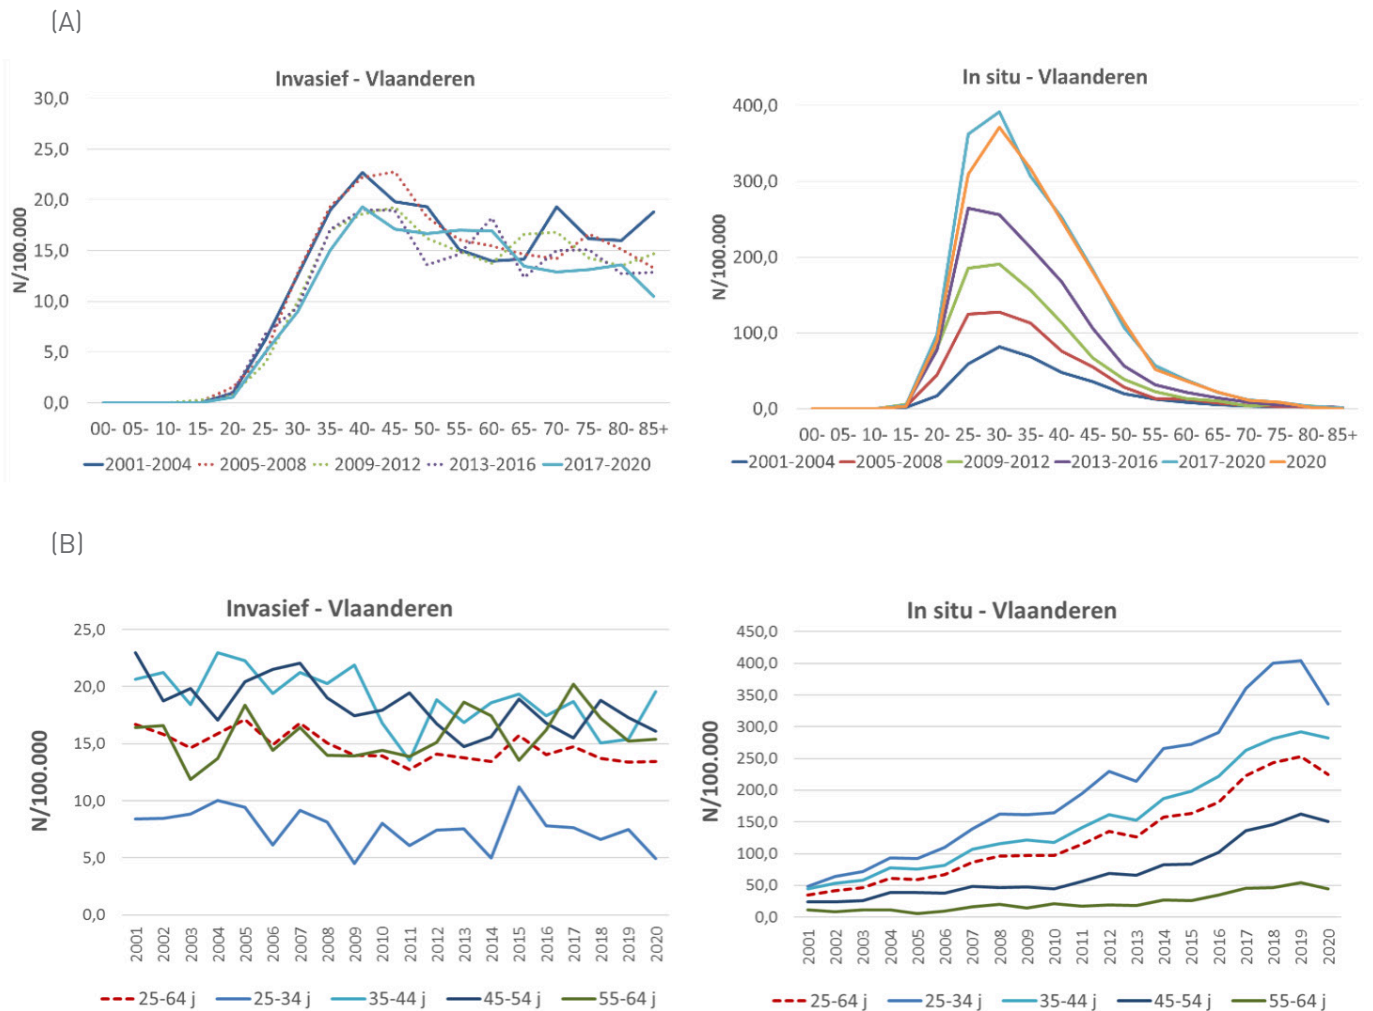 (A)
Invasief - Vlaanderen
30,0
25,0
20,0
15,0
10,0
5,0
0,0
N/100.000
00- 05- 10- 15- 20- 25- 30- 35- 40- 45- 50- 55- 60- 65- 70- 75- 80- 85+
2001-2004 2005-2008 2009-2012 2013-2016 2017-2020
In situ - Vlaanderen
400,0
300,0
200,0
100,0
0,0
N/100.000
00- 05- 10- 15- 20- 25- 30- 35- 40- 45- 50- 55- 60- 65- 70- 75- 80- 85+
2001-2004 2005-2008 2009-2012 2013-2016 2017-2020 2020
(B)
Invasief - Vlaanderen
25,0
20,0
15,0
10,0
5,0
0,0
N/100.000
2001 2002 2003 2004 2005 2006 2007 2008 2009 2010 2011 2012 2013 2014 2015 2016 2017 2018 2019 2020
25-64 j 25-34 j 35-44 j 45-54 j 55-64 j
In situ - Vlaanderen
450,0
400,0
350,0
300,0
250,0
200,0
150,0
100,0
50,0
0,0
N/100.000
2001 2002 2003 2004 2005 2006 2007 2008 2009 2010 2011 2012 2013 2014 2015 2016 2017 2018 2019 2020
25-64 j 25-34 j 35-44 j 45-54 j 55-64 j